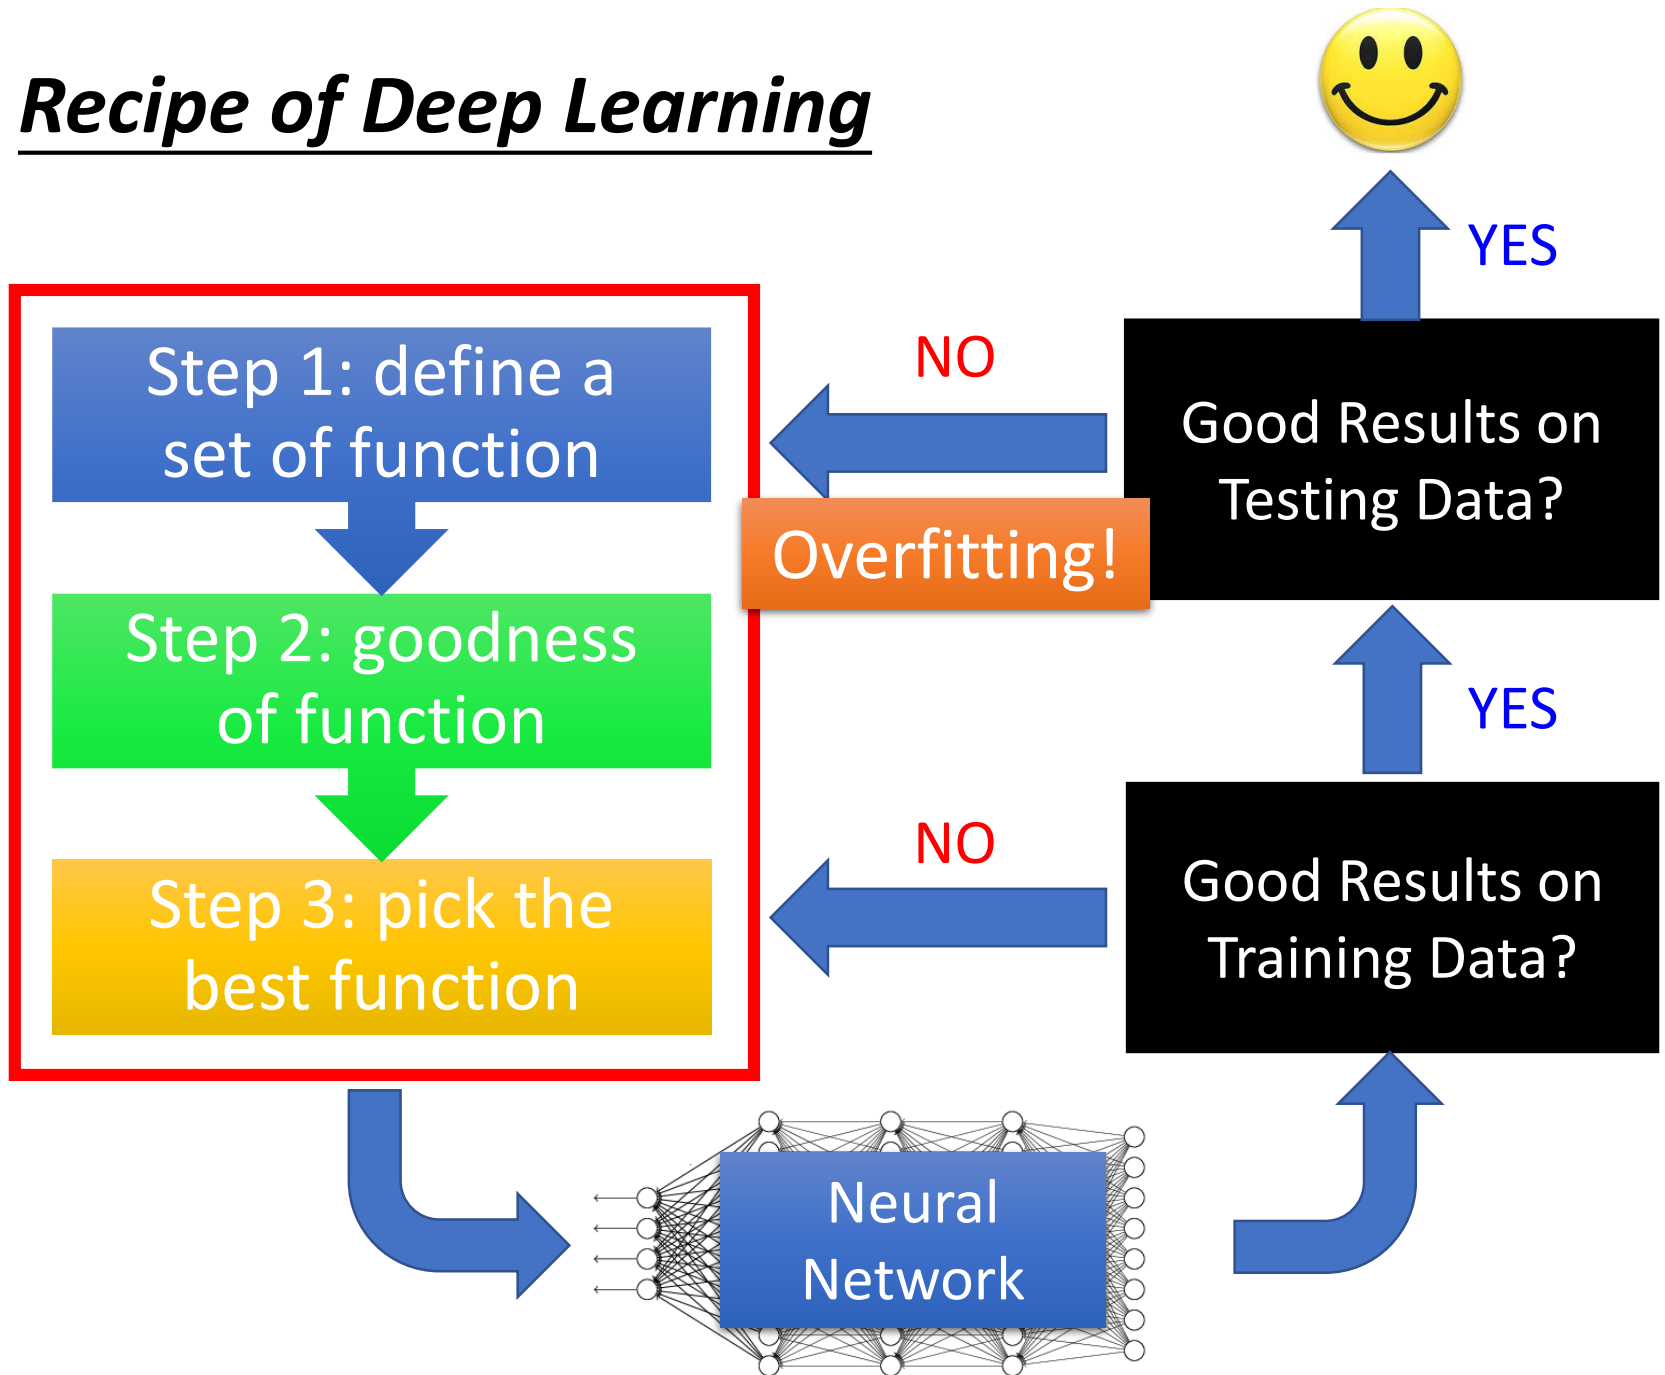 Recipe of Deep Learning
YES
Step 1: define a
set of function
NO
Good Results on
Testing Data?
Overfitting!
Step 2: goodness
of function
YES
Step 3: pick the
best function
NO
Good Results on
Training Data?
Neural
Network